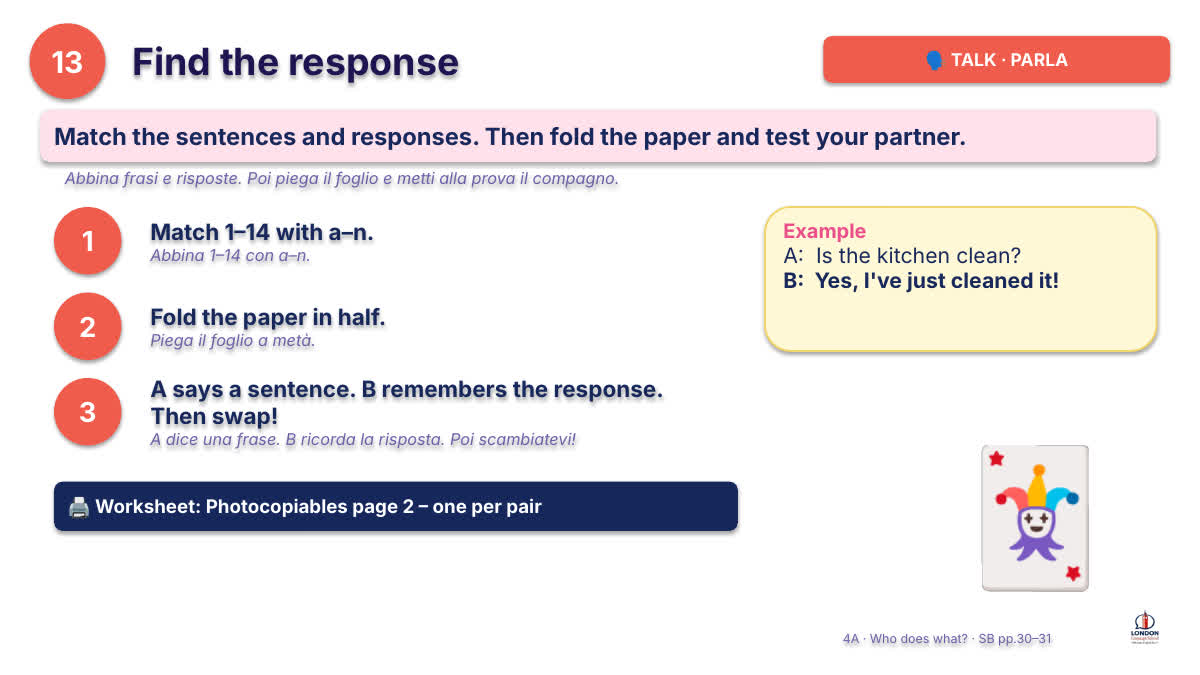 13
Find the response
🗣️ TALK · PARLA
Match the sentences and responses. Then fold the paper and test your partner.
Abbina frasi e risposte. Poi piega il foglio e metti alla prova il compagno.
1
Match 1–14 with a–n.
Abbina 1–14 con a–n.
2
Fold the paper in half.
Piega il foglio a metà.
3
A says a sentence. B remembers the response.
Then swap!
A dice una frase. B ricorda la risposta. Poi scambiatevi!
🖨️ Worksheet: Photocopiables page 2 – one per pair
Example
A: Is the kitchen clean?
B: Yes, I've just cleaned it!
4A · Who does what? · SB pp.30–31
LONDON